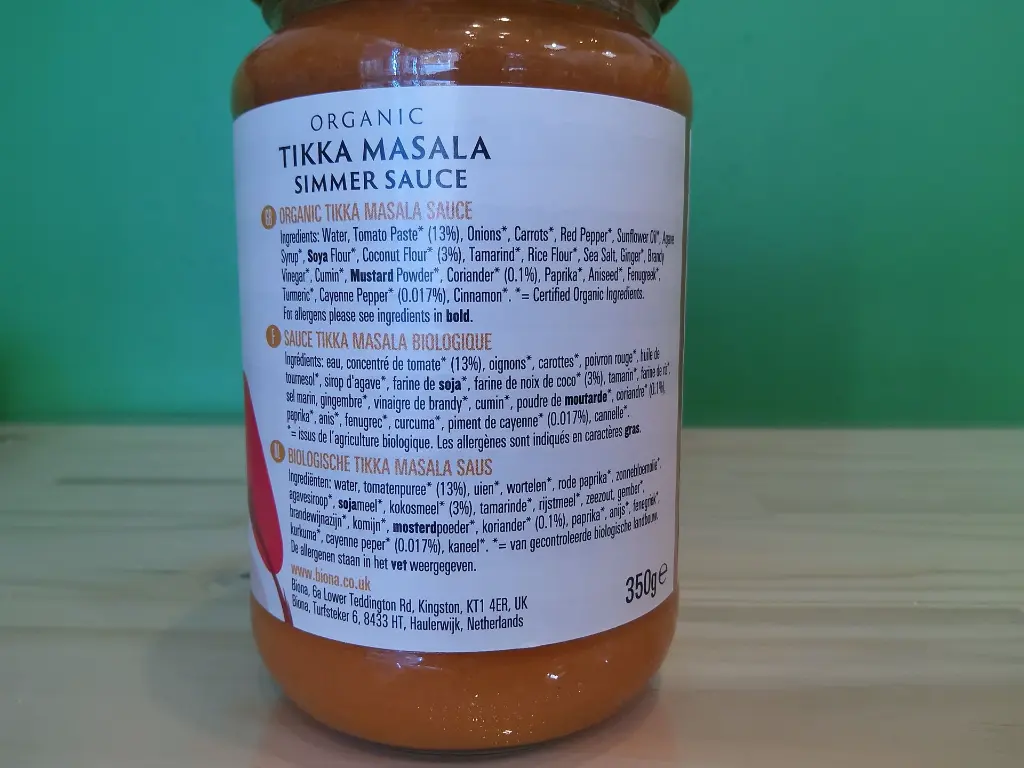 ORGANIC
TIKKA MASALA
SIMMER SAUCE
ORGANIC TIKKA MASALA SAUCE
Ingredients: Water, Tomato Paste* (13%), Onions*, Carrots*, Red Pepper*, Sunflower Oil*, Agave
Syrup*, Soya Flour*, Coconut Flour* (3%), Tamarind*, Rice Flour*, Sea Salt, Ginger*, Brandy
Vinegar*, Cumin*, Mustard Powder*, Coriander* (0.1%), Paprika*, Aniseed*, Fenugreek*,
Turmeric*, Cayenne Pepper* (0.017%), Cinnamon*. *= Certified Organic Ingredients.
For allergens please see ingredients in bold.
F SAUCE TIKKA MASALA BIOLOGIQUE
Ingrédients: eau, concentré de tomate* (13%), oignons*, carottes*, poivron rouge*, huile de
tournesol*, sirop d'agave*, farine de soja*, farine de noix de coco* (3%), tamarin*, farine de riz*,
sel marin, gingembre*, vinaigre de brandy*, cumin*, poudre de moutarde*, coriandre* (0.1%),
paprika*, anis*, fenugrec*, curcuma*, piment de cayenne* (0.017%), cannelle*.
*= issus de l'agriculture biologique. Les allergènes sont indiqués en caractères gras.
BIOLOGISCHE TIKKA MASALA SAUS
Ingrediënten: water, tomatenpuree* (13%), uien*, wortelen*, rode paprika*, zonnebloemolie*,
agavesiroop*, sojameel*, kokosmeel* (3%), tamarinde*, rijstmeel*, zeezout, gember*,
brandewijnazijn*, komijn*, mosterdpoeder*, koriander* (0.1%), paprika*, anijs*, fenegriek*,
kurkuma*, cayenne peper* (0.017%), kaneel*. *= van gecontroleerde biologische landbouw.
De allergenen staan in het vet weergegeven.
www.biona.co.uk
Biona, 6a Lower Teddington Rd, Kingston, KT1 4ER, UK
Biona, Turfsteker 6, 8433 HT, Haulerwijk, Netherlands
350g e